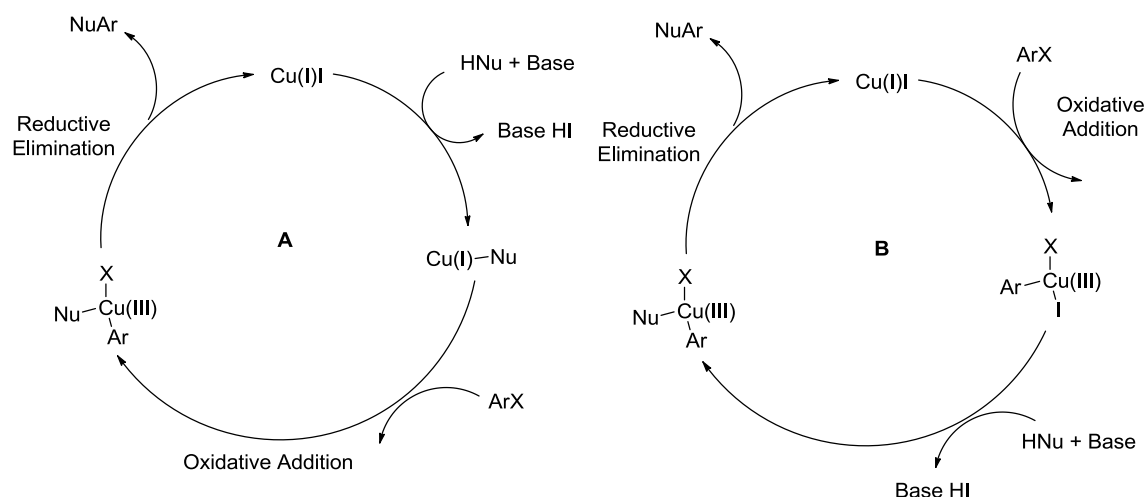 NuAr
Cu(I)I
HNu + Base
Base HI
Reductive
Elimination
A
Cu(I)
Nu
X
Nu
Cu(III)
Ar
ArX
Oxidative Addition
NuAr
Cu(I)I
ArX
Oxidative
Addition
Reductive
Elimination
B
X
Ar
Cu(III)
I
X
Nu
Cu(III)
Ar
HNu + Base
Base HI